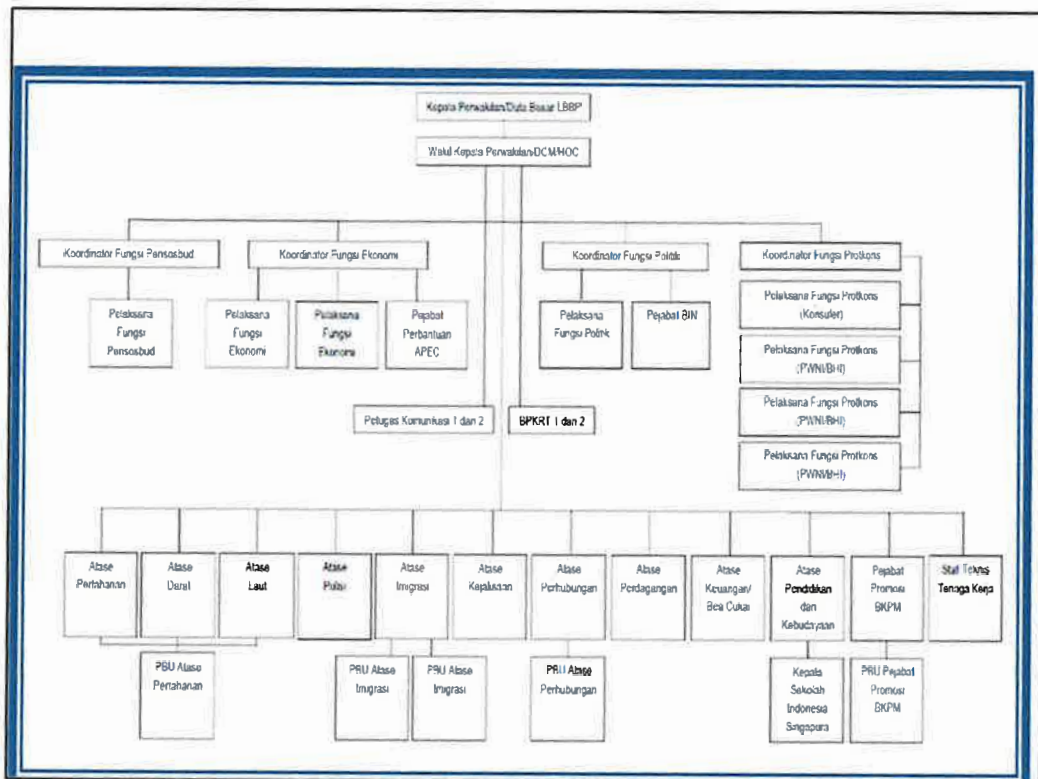 Kepala Perwakilan/Duta Besar LBBP
Wakil Kepala Perwakilan/DCM/HOC
Koordinator Fungsi Pensosbud
Koordinator Fungsi Ekonomi
Koordinator Fungsi Politik
Koordinator Fungsi Protkons
Pelaksana
Fungsi
Pensosbud
Pelaksana
Fungsi
Ekonomi
Pelaksana
Fungsi
Ekonomi
Pejabat
Perbantuan
APEC
Pelaksana
Fungsi Politik
Pejabat BIN
Pelaksana Fungsi Protkons
(Konsuler)
Pelaksana Fungsi Protkons
(PWNI/BHI)
Pelaksana Fungsi Protkons
(PWNI/BHI)
Pelaksana Fungsi Protkons
(PWNI/BHI)
Petugas Komunikasi 1 dan 2
BPKRT 1 dan 2
Atase
Pertahanan
Atase
Darat
Atase
Laut
Atase
Polisi
Atase
Imigrasi
Atase
Kejaksaan
Atase
Perhubungan
Atase
Perdagangan
Atase
Keuangan/
Bea Cukai
Atase
Pendidikan
dan
Kebudayaan
Pejabat
Promosi
BKPM
Staf Teknis
Tenaga Kerja
PBU Atase
Pertahanan
PBU Atase
Imigrasi
PBU Atase
Imigrasi
PBU Atase
Perhubungan
Kepala
Sekolah
Indonesia
Singapura
PBU Pejabat
Promosi
BKPM